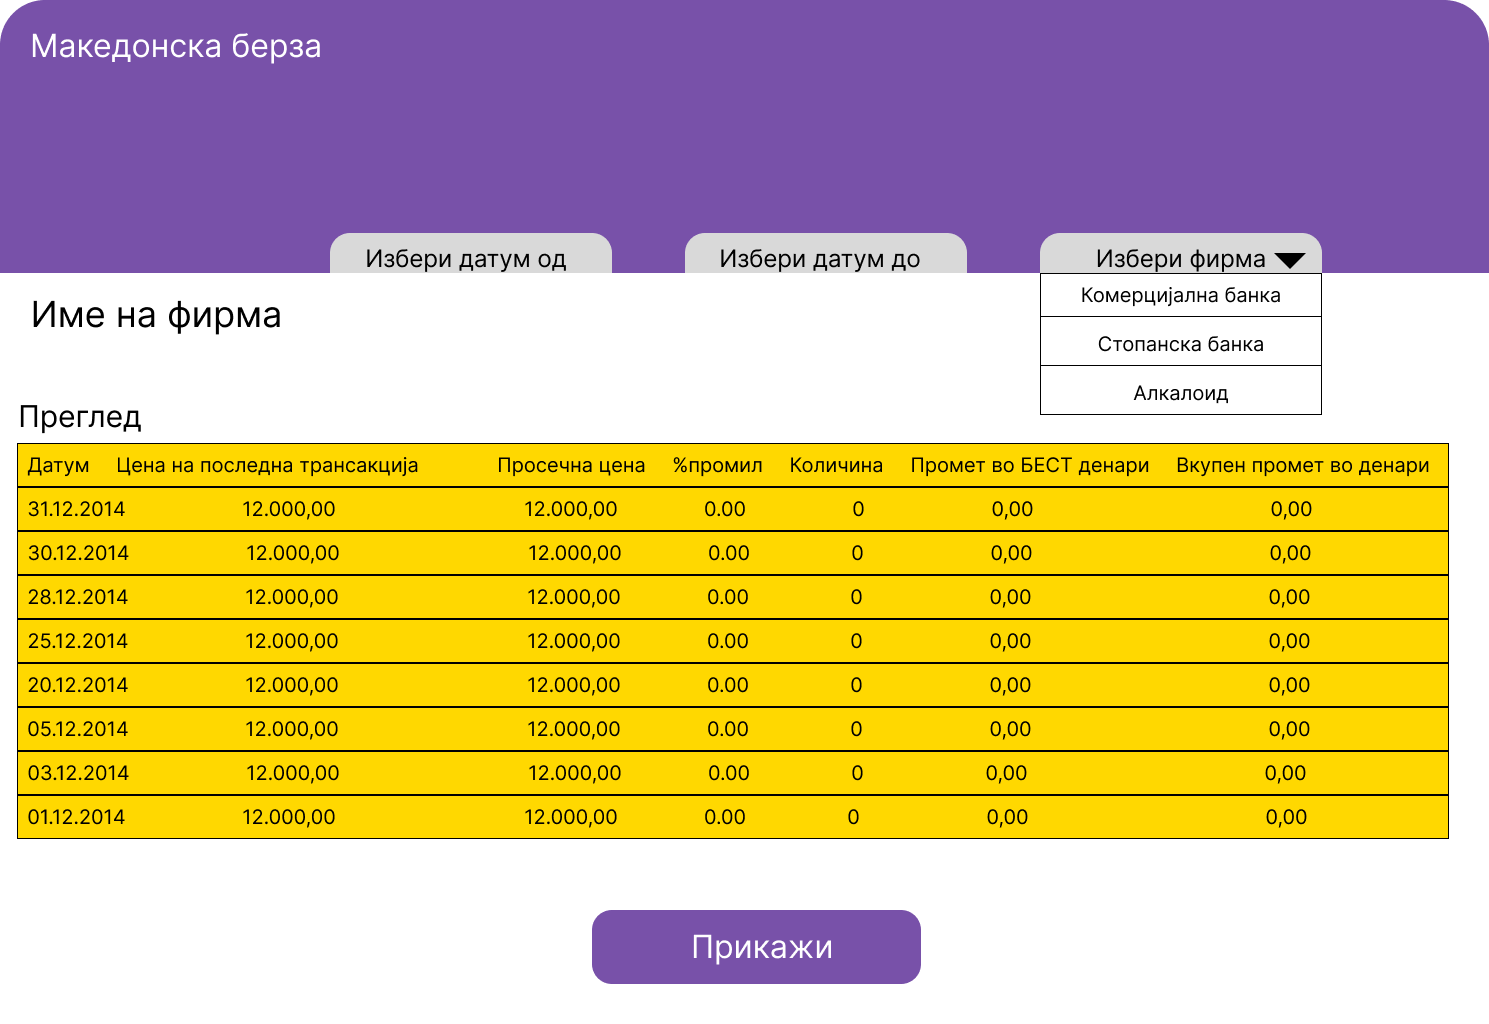 Македонска берза
Избери датум од Избери датум до Избери фирма
Комерцијална банка
Име на фирма
Стопанска банка
Алкалоид
Преглед
Датум Цена на последна трансакција Просечна цена %промил Количина Промет во БЕСТ денари Вкупен промет во денари
31.12.2014 12.000,00 12.000,00 0.00 0 0,00 0,00
30.12.2014 12.000,00 12.000,00 0.00 0 0,00 0,00
28.12.2014 12.000,00 12.000,00 0.00 0 0,00 0,00
25.12.2014 12.000,00 12.000,00 0.00 0 0,00 0,00
20.12.2014 12.000,00 12.000,00 0.00 0 0,00 0,00
05.12.2014 12.000,00 12.000,00 0.00 0 0,00 0,00
03.12.2014 12.000,00 12.000,00 0.00 0 0,00 0,00
01.12.2014 12.000,00 12.000,00 0.00 0 0,00 0,00
Прикажи